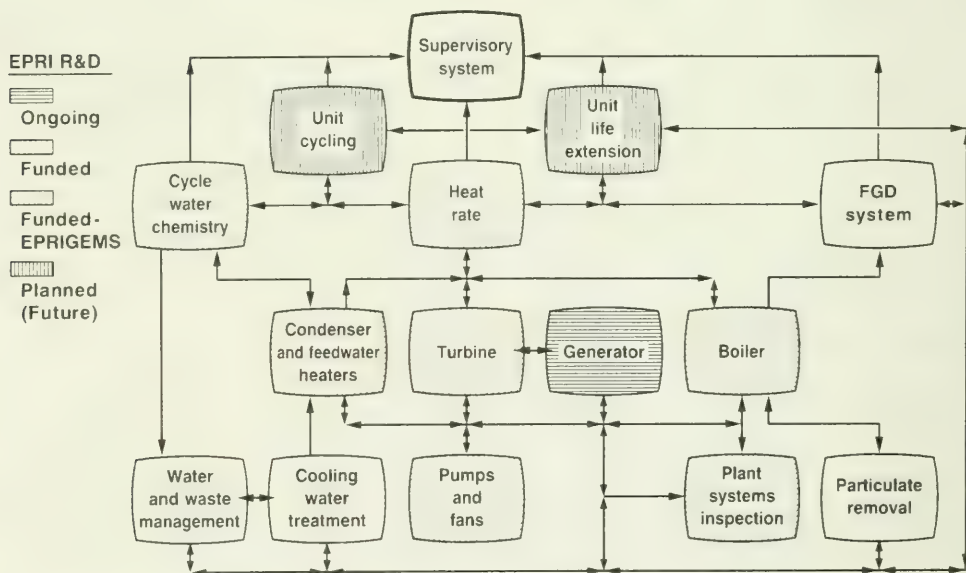 EPRI R&D
Ongoing
Funded
Funded-
EPRIGEMS
Planned
(Future)
Supervisory
system
Unit
cycling
Unit
life
extension
Cycle
water
chemistry
Heat
rate
FGD
system
Condenser
and feedwater
heaters
Turbine
Generator
Boiler
Water
and waste
management
Cooling
water
treatment
Pumps
and
fans
Plant
systems
inspection
Particulate
removal